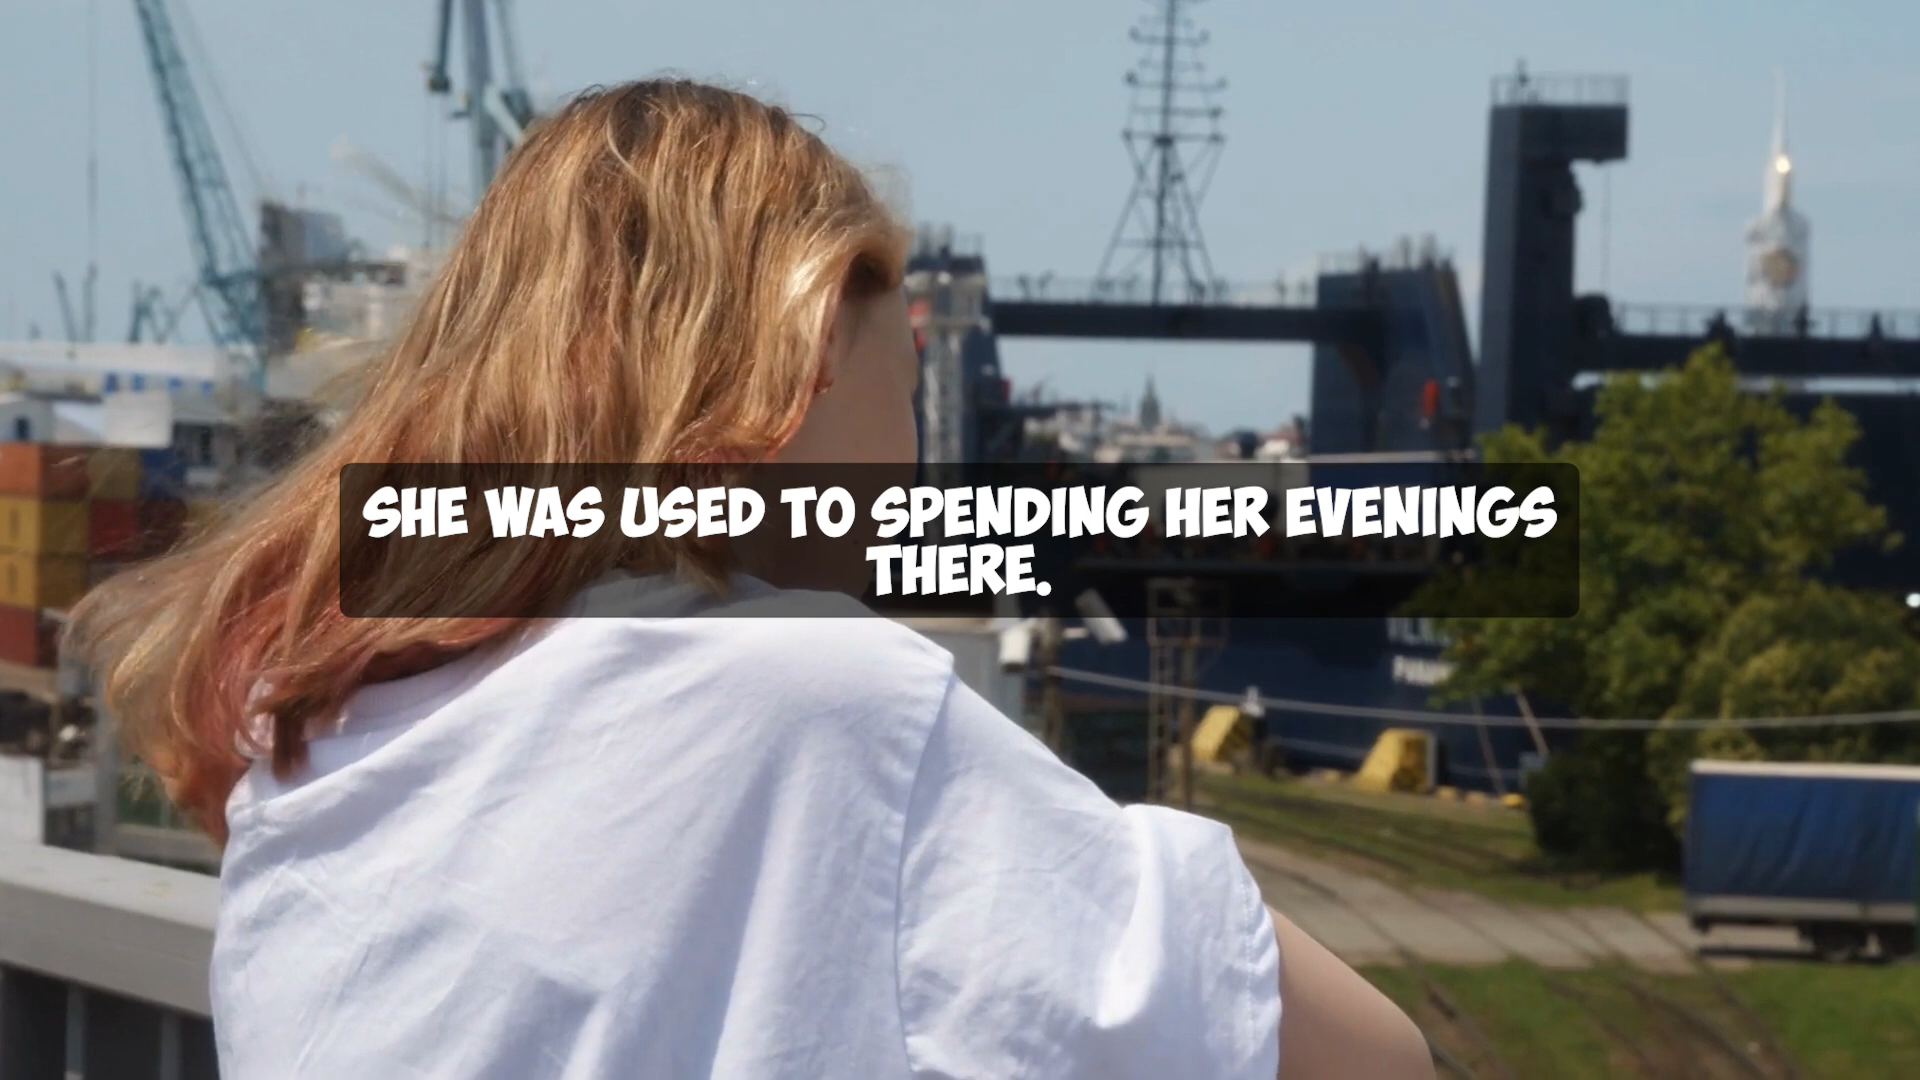 SHE WAS USED TO SPENDING HER EVENINGS
THERE.